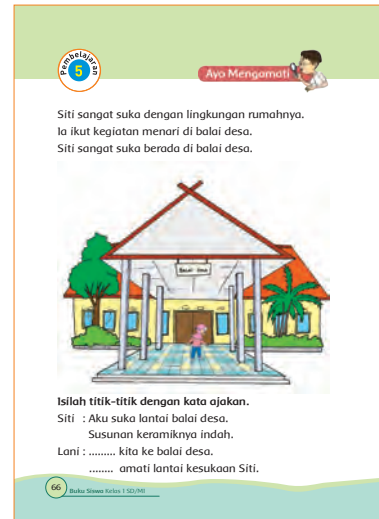 Pembelajaran
5
Ayo Mengamati
Siti sangat suka dengan lingkungan rumahnya.
Ia ikut kegiatan menari di balai desa.
Siti sangat suka berada di balai desa.
Balai desa
Isilah titik-titik dengan kata ajakan.
Siti : Aku suka lantai balai desa.
Susunan keramiknya indah.
Lani : ......... kita ke balai desa.
........ amati lantai kesukaan Siti.
66 Buku Siswa Kelas I SD/MI